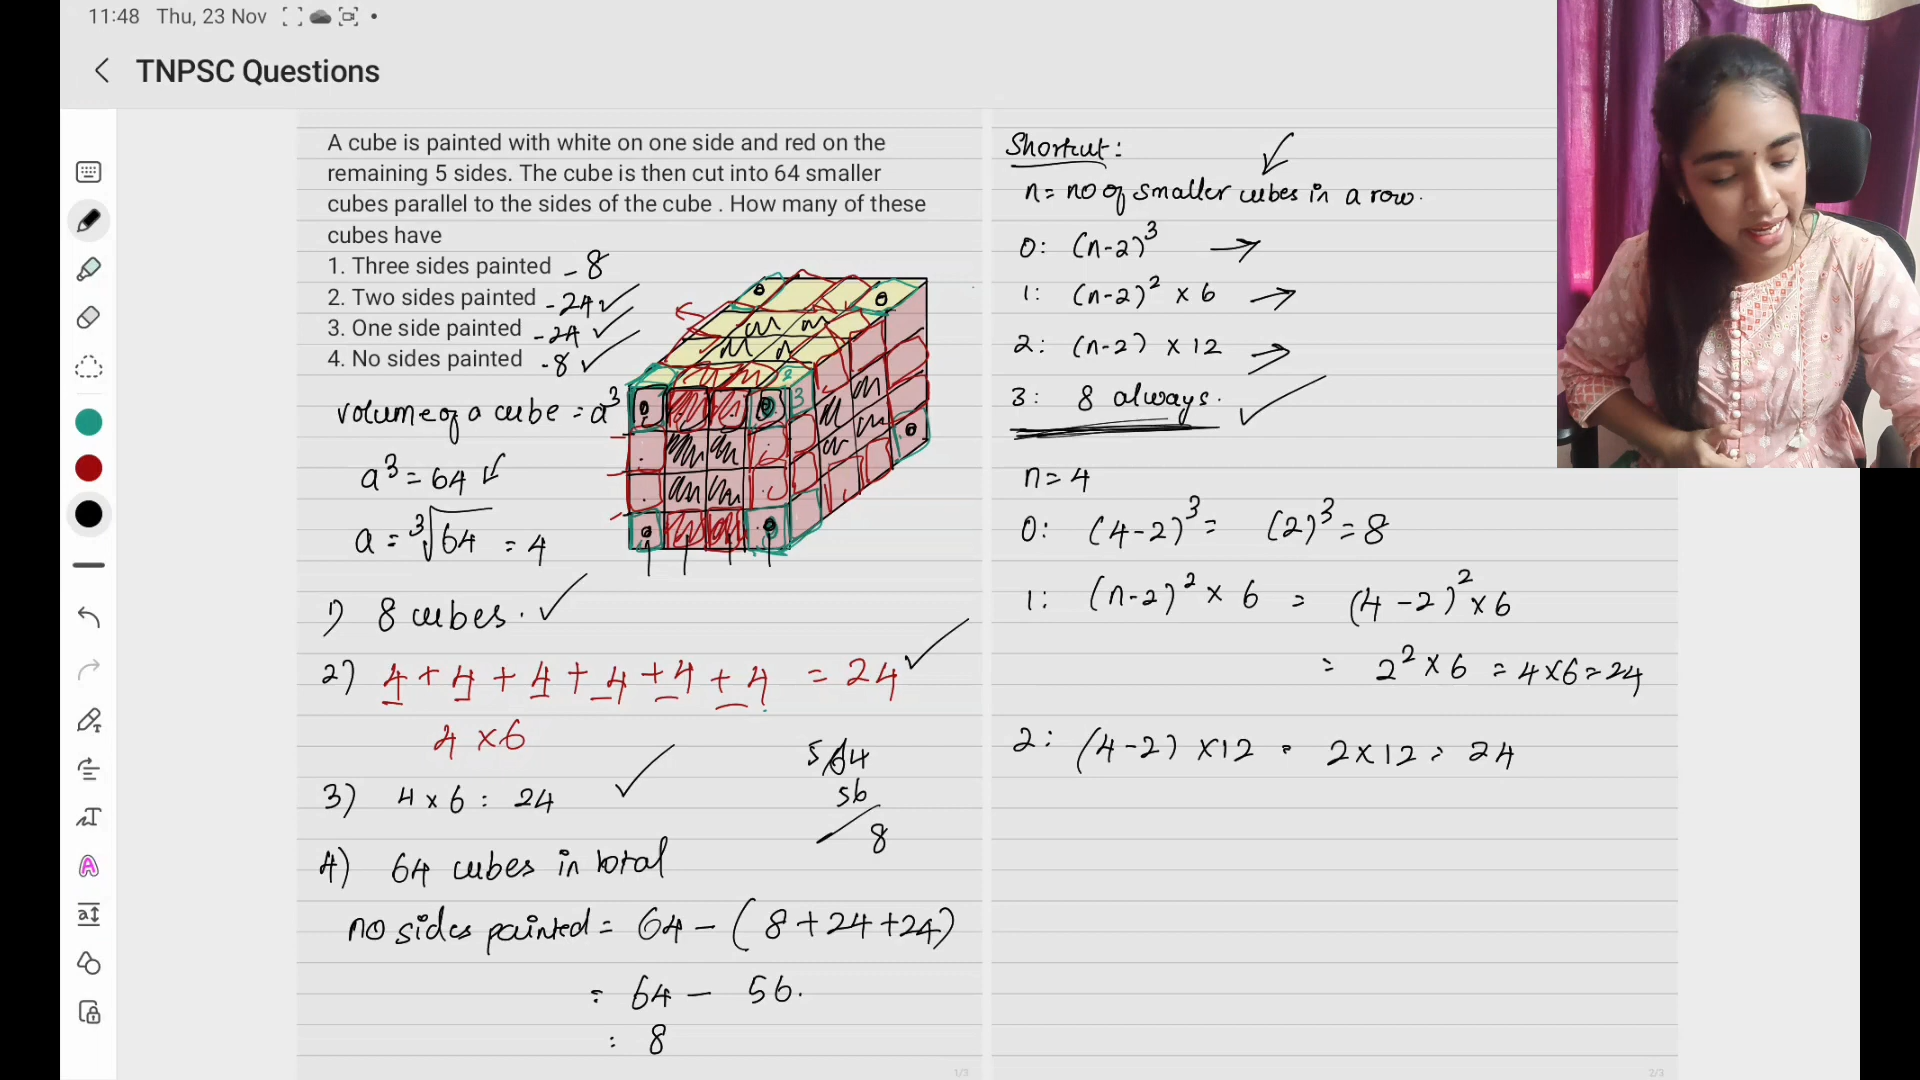 11:48 Thu, 23 Nov
TNPSC Questions
A cube is painted with white on one side and red on the
remaining 5 sides. The cube is then cut into 64 smaller
cubes parallel to the sides of the cube . How many of these
cubes have
1. Three sides painted - 8
2. Two sides painted - 24
3. One side painted - 24
4. No sides painted - 8
volume of a cube = a³
a³ = 64
a = ³√64 = 4
1) 8 cubes.
2) 4 + 4 + 4 + 4 + 4 + 4 = 24
4 × 6
3) 4 × 6 = 24
4) 64 cubes in total
5 64
56
8
no sides painted = 64 - (8 + 24 + 24)
= 64 - 56.
= 8
1/3
3
Shortcut:
n = no of smaller cubes in a row.
0: (n-2)³ →
1: (n-2)² × 6 →
2: (n-2) × 12 →
3: 8 always.
n = 4
0: (4-2)³ = (2)³ = 8
1: (n-2)² × 6 = (4-2)² × 6
= 2² × 6 = 4×6 = 24
2: (4-2) ×12 = 2×12 = 24
2/3